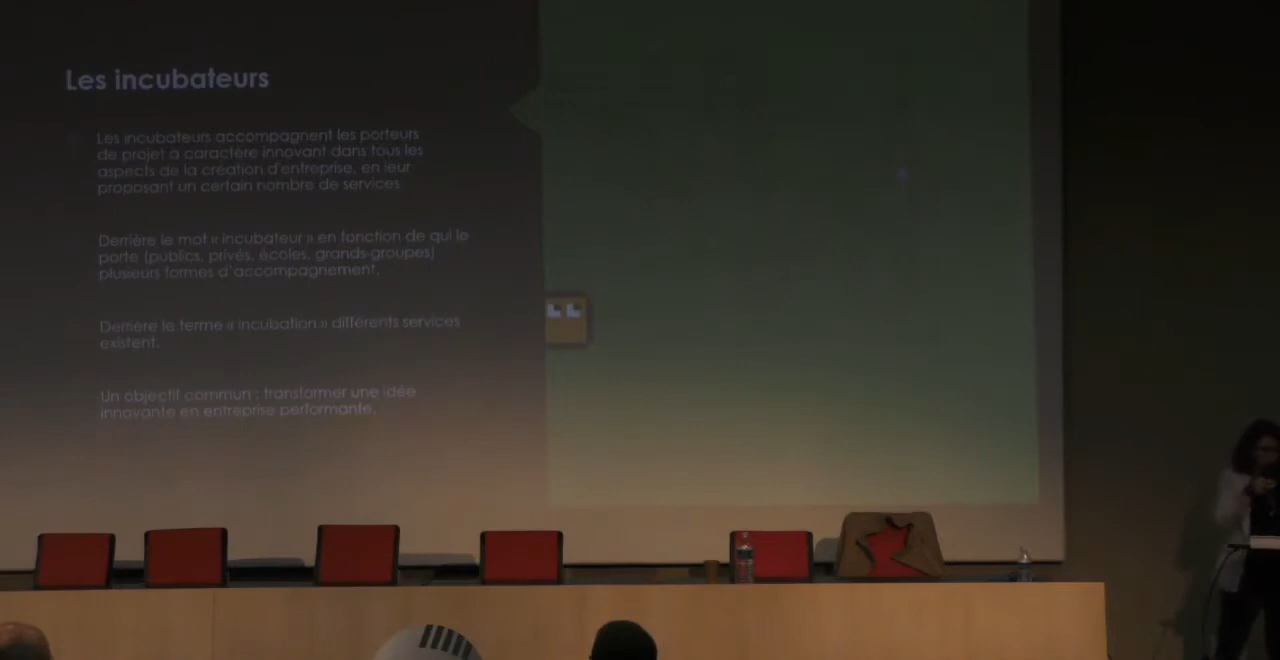 Les incubateurs
Les incubateurs accompagnent les porteurs
de projet à caractère innovant dans tous les
aspects de la création d'entreprise, en leur
proposant un certain nombre de services
Derrière le mot « incubateur » en fonction de qui le
porte (publics, privés, écoles, grands-groupes)
plusieurs formes d'accompagnement.
Derrière le terme « incubation » différents services
existent.
Un objectif commun : transformer une idée
innovante en entreprise performante.